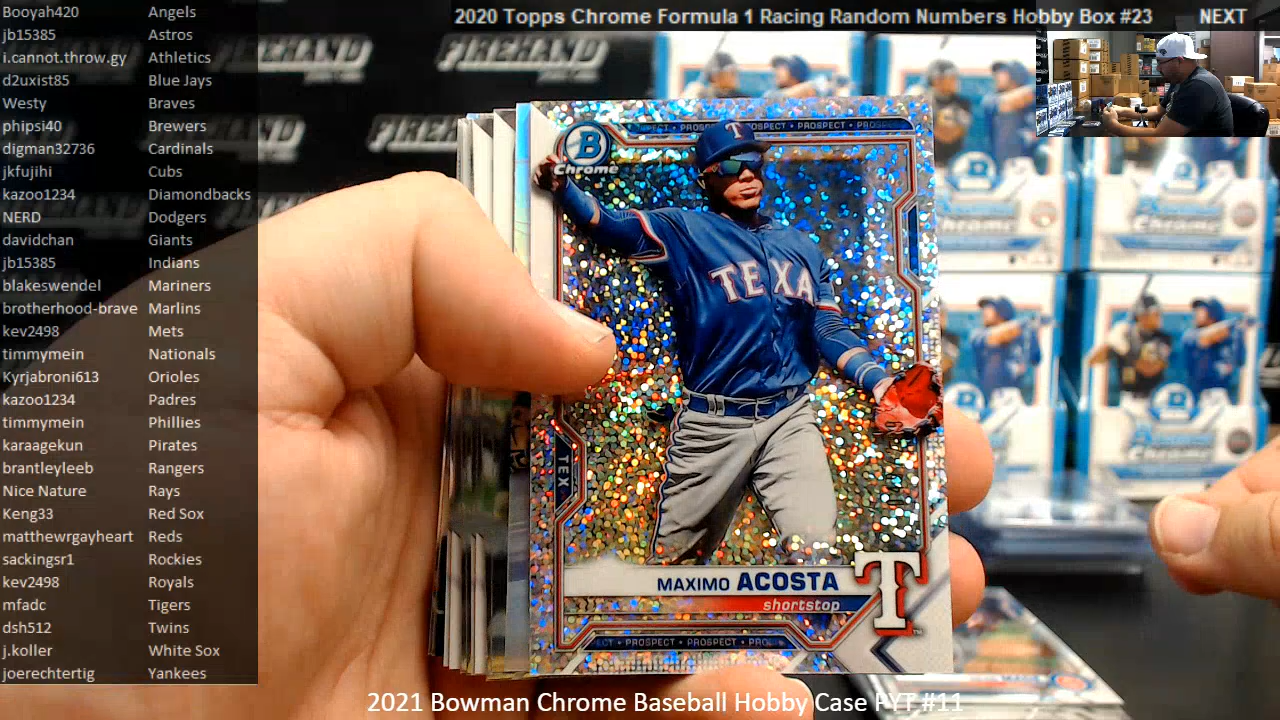 2020 Topps Chrome Formula 1 Racing Random Numbers Hobby Box #23 NEXT
Booyah420 Angels
jb15385 Astros
i.cannot.throw.gy Athletics
d2uxist85 Blue Jays
Westy Braves
phipsi40 Brewers
digman32736 Cardinals
jkfujihi Cubs
kazoo1234 Diamondbacks
NERD Dodgers
davidchan Giants
jb15385 Indians
blakeswendel Mariners
brotherhood-brave Marlins
kev2498 Mets
timmymein Nationals
Kyrjabroni613 Orioles
kazoo1234 Padres
timmymein Phillies
karaagekun Pirates
brantleyleeb Rangers
Nice Nature Rays
Keng33 Red Sox
matthewrgayheart Reds
sackingsr1 Rockies
kev2498 Royals
mfadc Tigers
dsh512 Twins
j.koller White Sox
joerechtertig Yankees
FIREHAND
FIREHAND
PROSPECT • PROSPECT • PROSPECT
B
Chrome
T
TEXA
TEX
MAXIMO ACOSTA
shortstop
T
PROSPECT • PROSPECT
2021 Bowman Chrome Baseball Hobby Case PYT #11